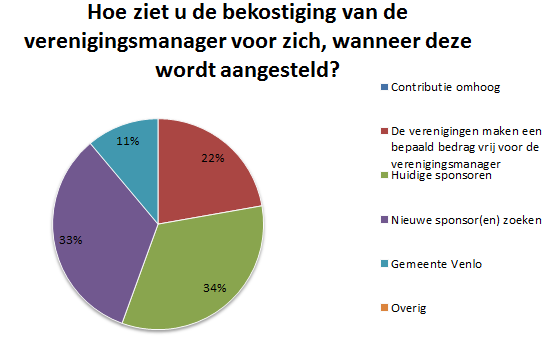 Hoe ziet u de bekostiging van de
verenigingsmanager voor zich, wanneer deze
wordt aangesteld?
Contributie omhoog
De verenigingen maken een
bepaald bedrag vrij voor de
verenigingsmanager
Huidige sponsoren
Nieuwe sponsor(en) zoeken
Gemeente Venlo
Overig
11%
22%
33%
34%